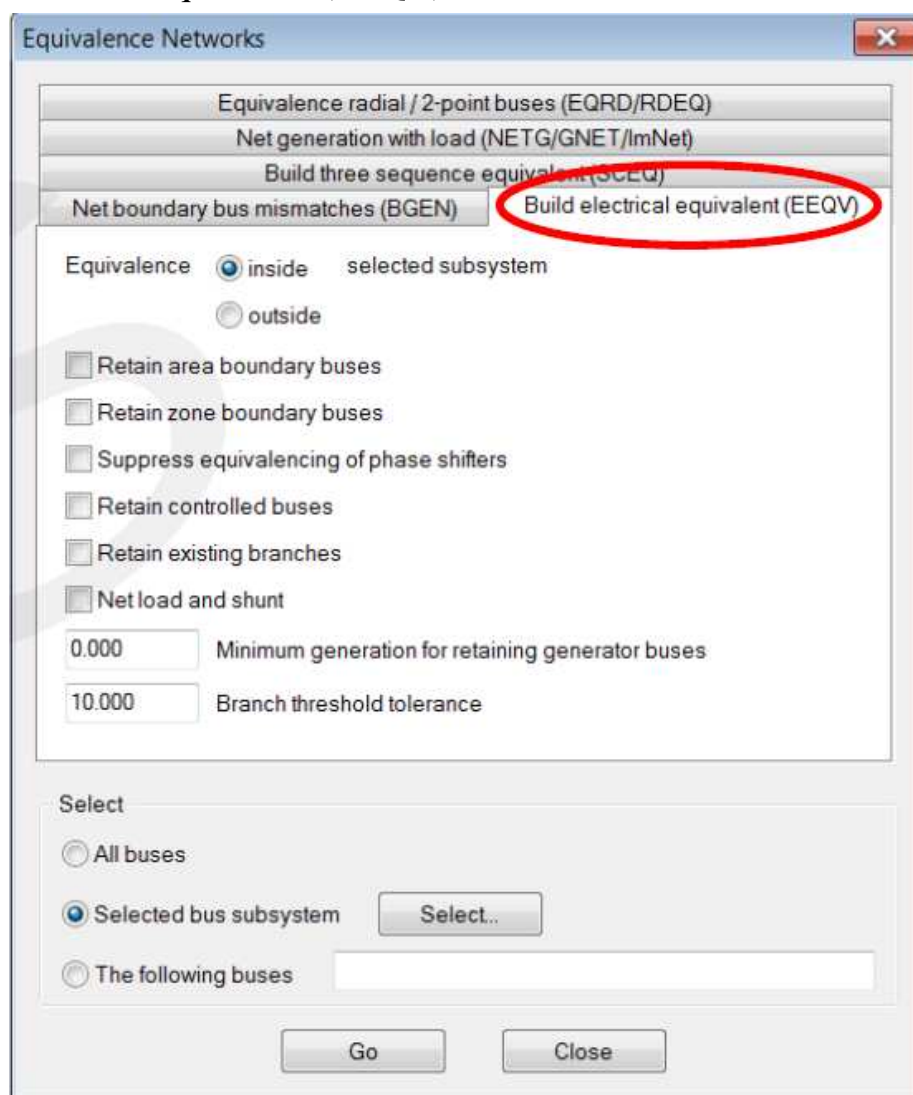 Equivalence Networks
Equivalence radial / 2-point buses (EQRD/RDEQ)
Net generation with load (NETG/GNET/ImNet)
Build three sequence equivalent (SCEQ)
Net boundary bus mismatches (BGEN) Build electrical equivalent (EEQV)
Equivalence inside selected subsystem
outside
Retain area boundary buses
Retain zone boundary buses
Suppress equivalencing of phase shifters
Retain controlled buses
Retain existing branches
Net load and shunt
0.000 Minimum generation for retaining generator buses
10.000 Branch threshold tolerance
Select
All buses
Selected bus subsystem Select...
The following buses
Go Close